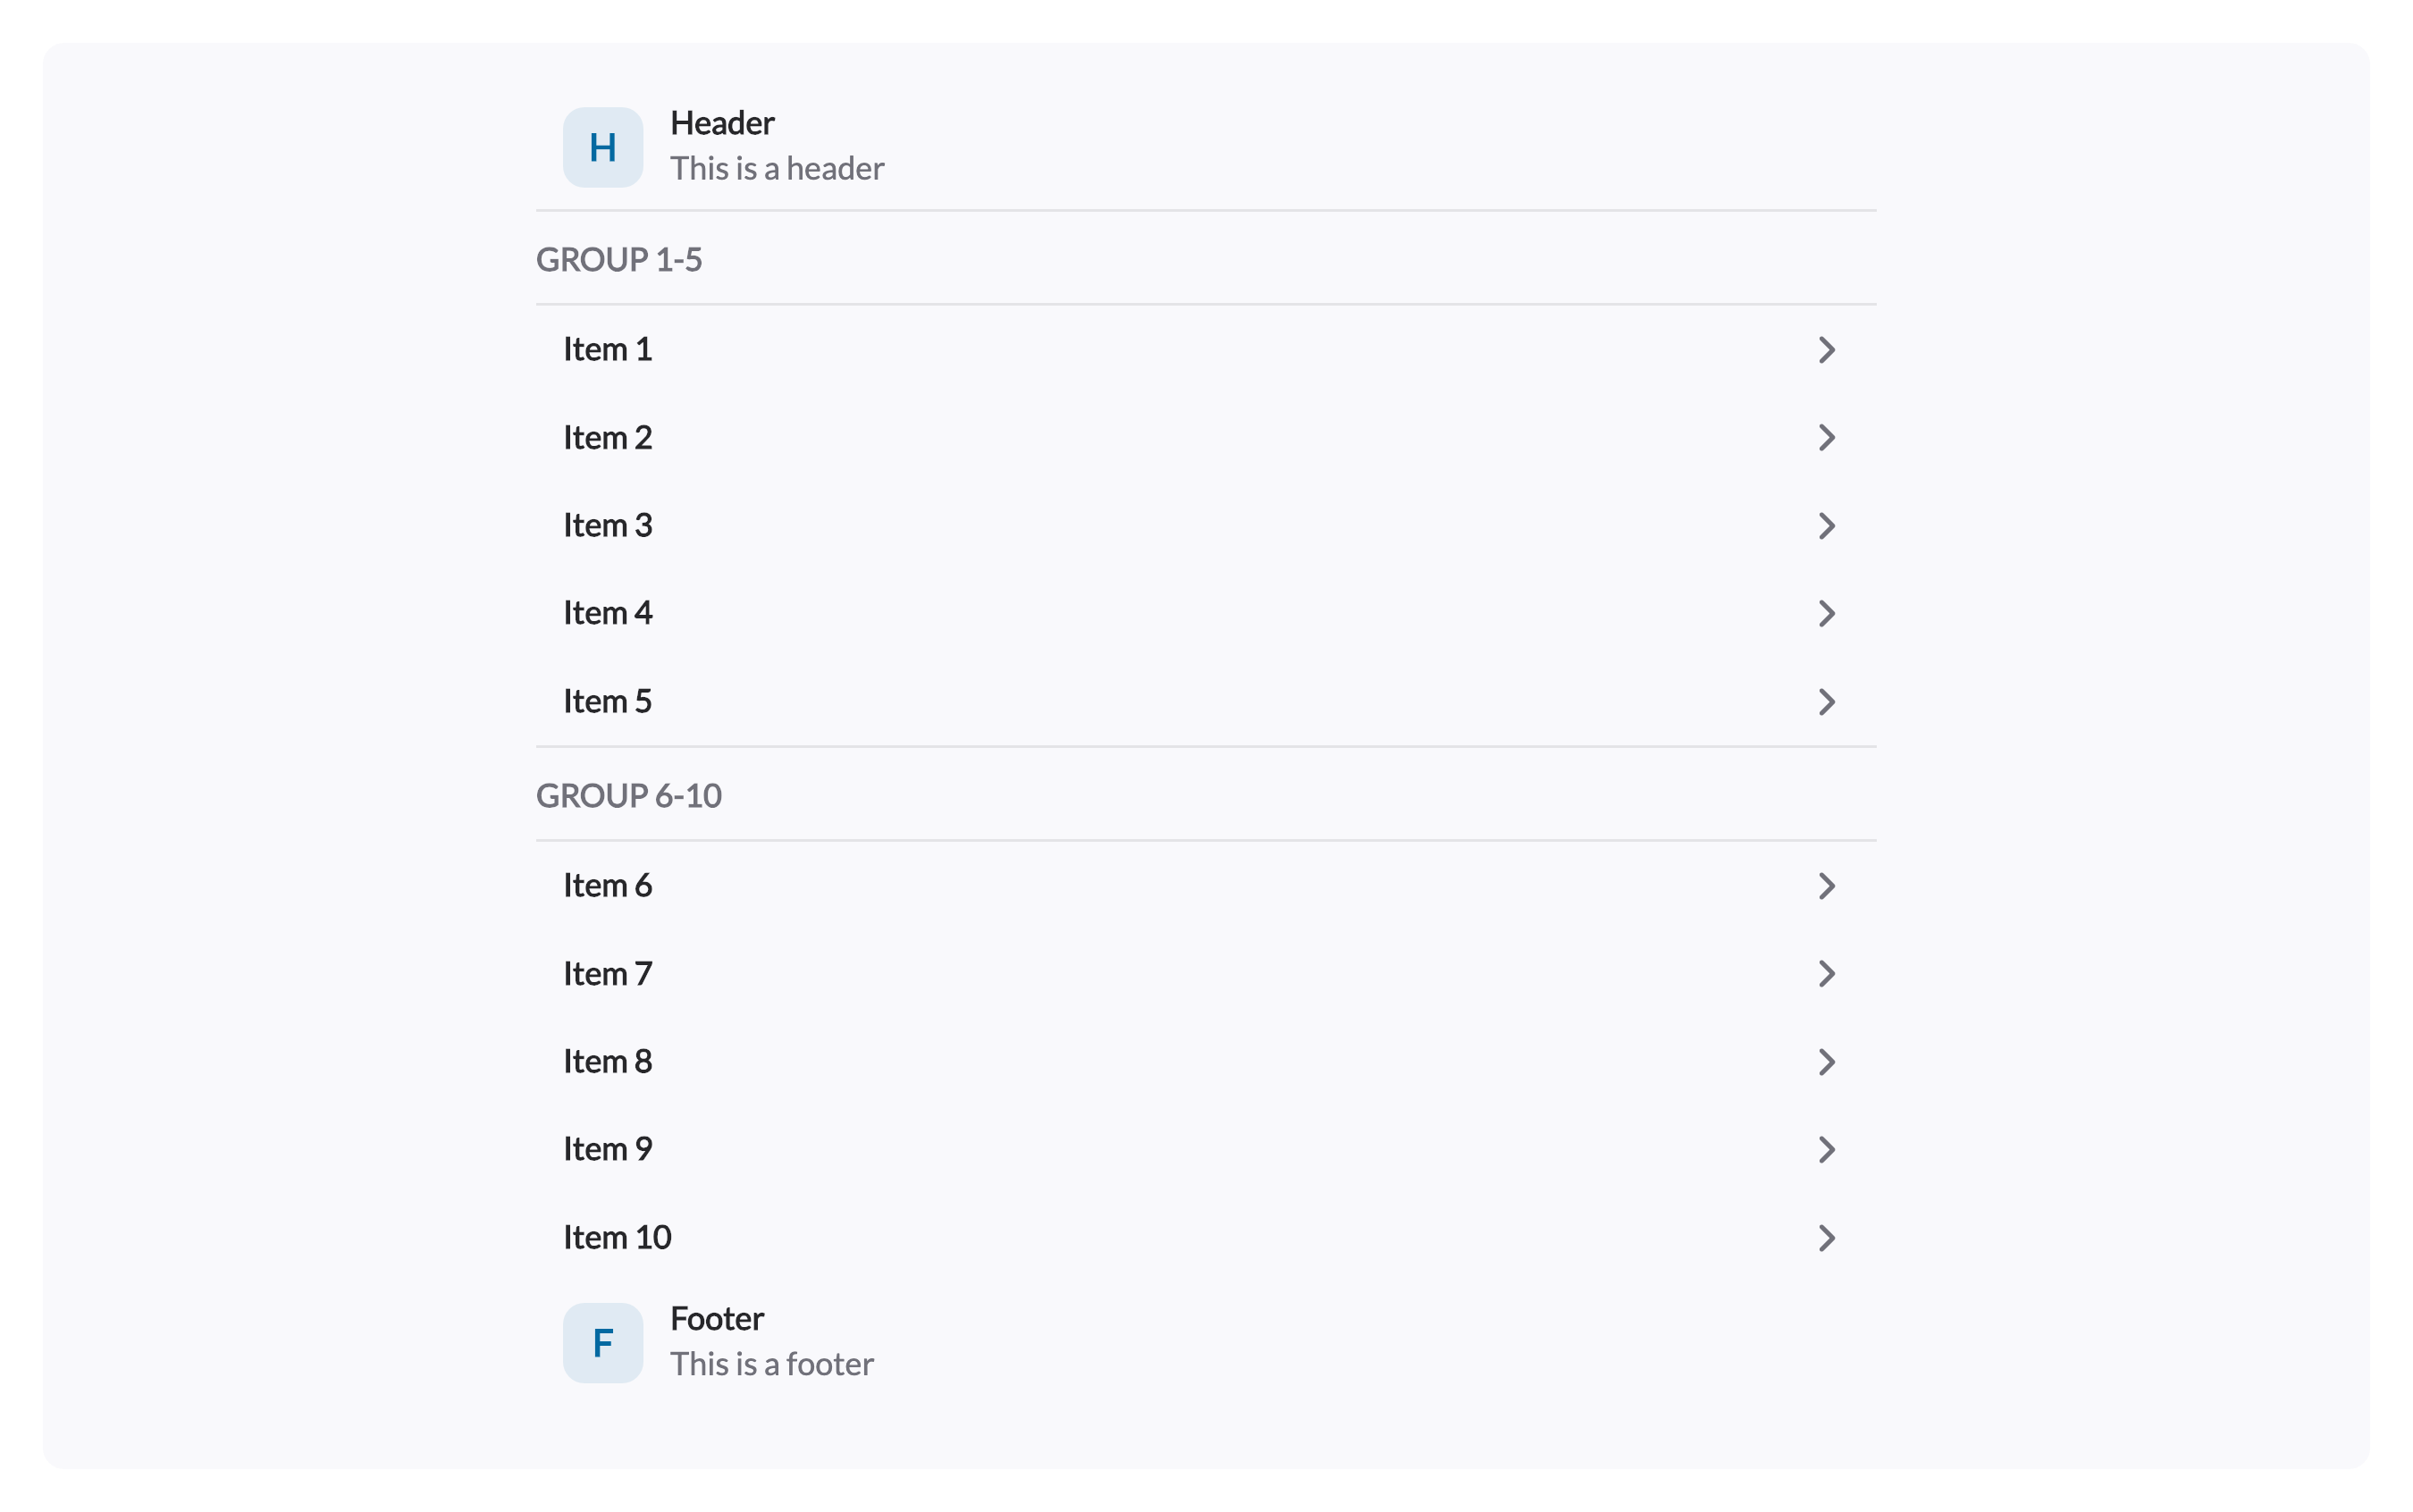 H
Header
This is a header
GROUP 1-5
Item 1
Item 2
Item 3
Item 4
Item 5
GROUP 6-10
Item 6
Item 7
Item 8
Item 9
Item 10
F
Footer
This is a footer